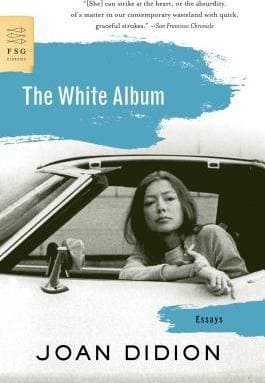 "[She] can strike at the heart, or the absurdity,
of a matter in our contemporary wasteland with quick,
graceful strokes." —San Francisco Chronicle
FSG
CLASSICS
The White Album
Essays
JOAN DIDION